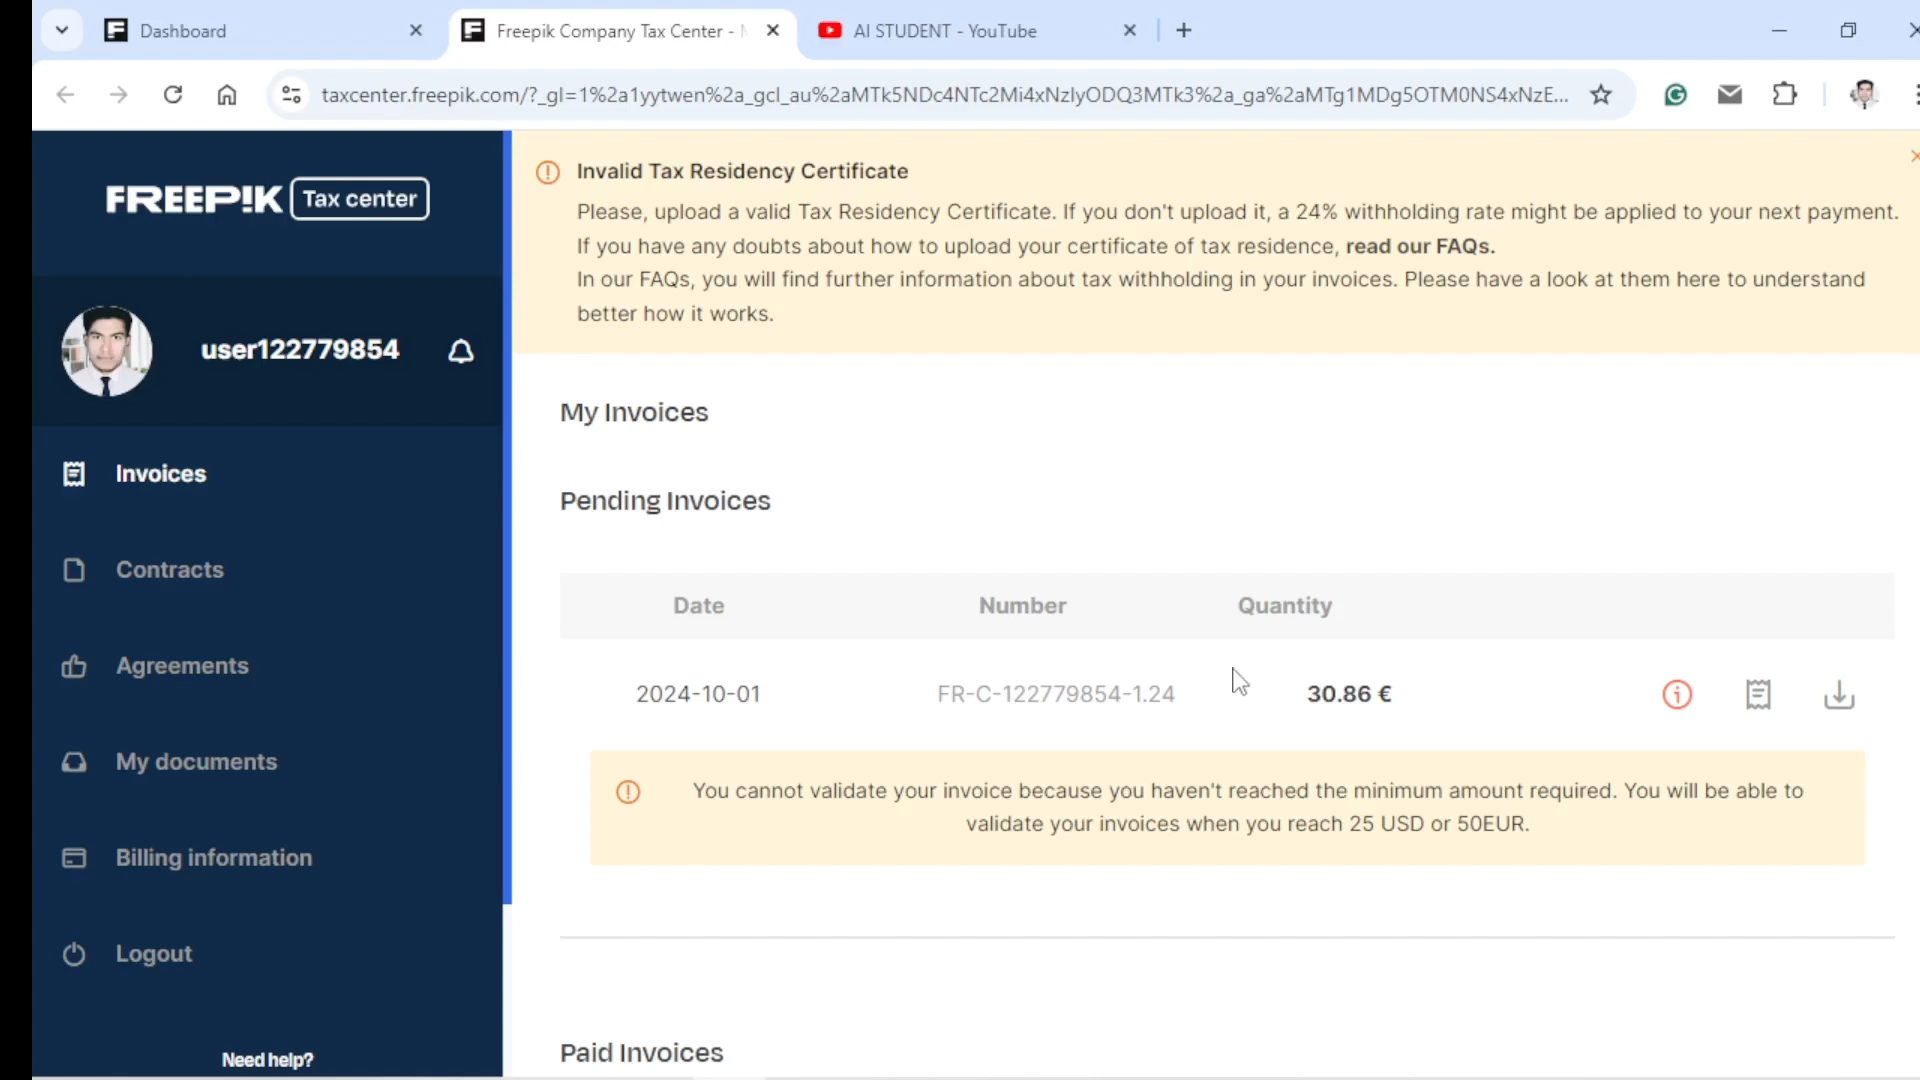 Dashboard
Freepik Company Tax Center -
AI STUDENT - YouTube
taxcenter.freepik.com/?_gl=1%2a1yytwen%2a_gcl_au%2aMTk5NDc4NTc2Mi4xNzIyODQ3MTk3%2a_ga%2aMTg1MDg5OTM0NS4xNzE...
FREEP!K Tax center
Invalid Tax Residency Certificate
Please, upload a valid Tax Residency Certificate. If you don't upload it, a 24% withholding rate might be applied to your next payment.
If you have any doubts about how to upload your certificate of tax residence, read our FAQs.
In our FAQs, you will find further information about tax withholding in your invoices. Please have a look at them here to understand
better how it works.
user122779854
Invoices
Contracts
Agreements
My documents
Billing information
Logout
Need help?
My Invoices
Pending Invoices
Date Number Quantity
2024-10-01 FR-C-122779854-1.24 30.86 €
You cannot validate your invoice because you haven't reached the minimum amount required. You will be able to
validate your invoices when you reach 25 USD or 50EUR.
Paid Invoices